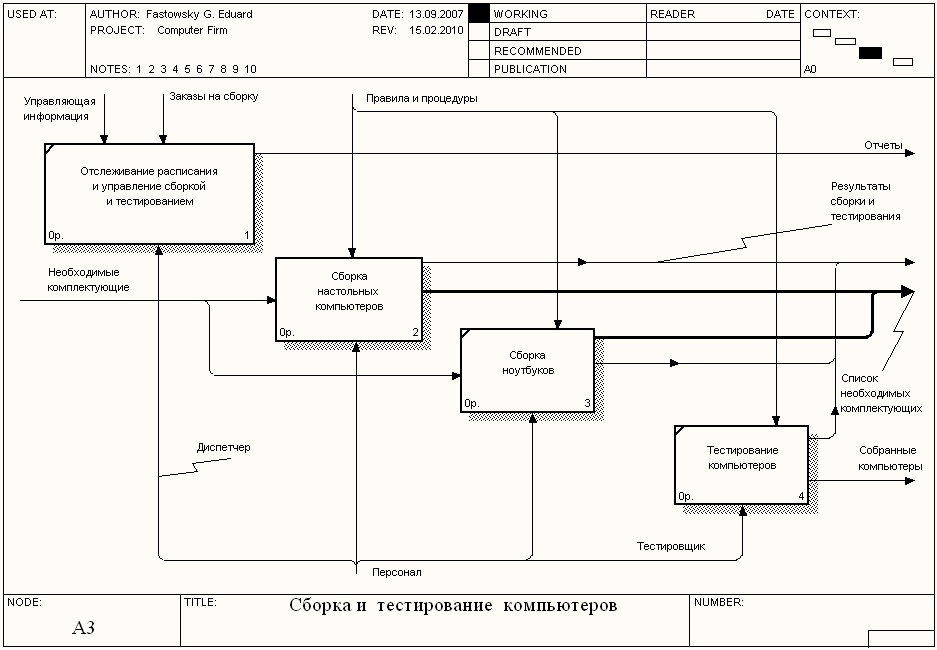 USED AT:
AUTHOR: Fastowsky G. Eduard
DATE: 13.09.2007
PROJECT: Computer Firm
REV: 15.02.2010
NOTES: 1 2 3 4 5 6 7 8 9 10
WORKING
DRAFT
RECOMMENDED
PUBLICATION
READER
DATE
CONTEXT:
A0
Управляющая
информация
Заказы на сборку
Правила и процедуры
Отчеты
Отслеживание расписания
и управление сборкой
и тестированием
0р.
1
Результаты
сборки и
тестирования
Необходимые
комплектующие
Сборка
настольных
компьютеров
0р.
2
Сборка
ноутбуков
0р.
3
Список
необходимых
комплектующих
Диспетчер
Тестирование
компьютеров
0р.
4
Собранные
компьютеры
Тестировщик
Персонал
NODE:
A3
TITLE:
Сборка и тестирование компьютеров
NUMBER: